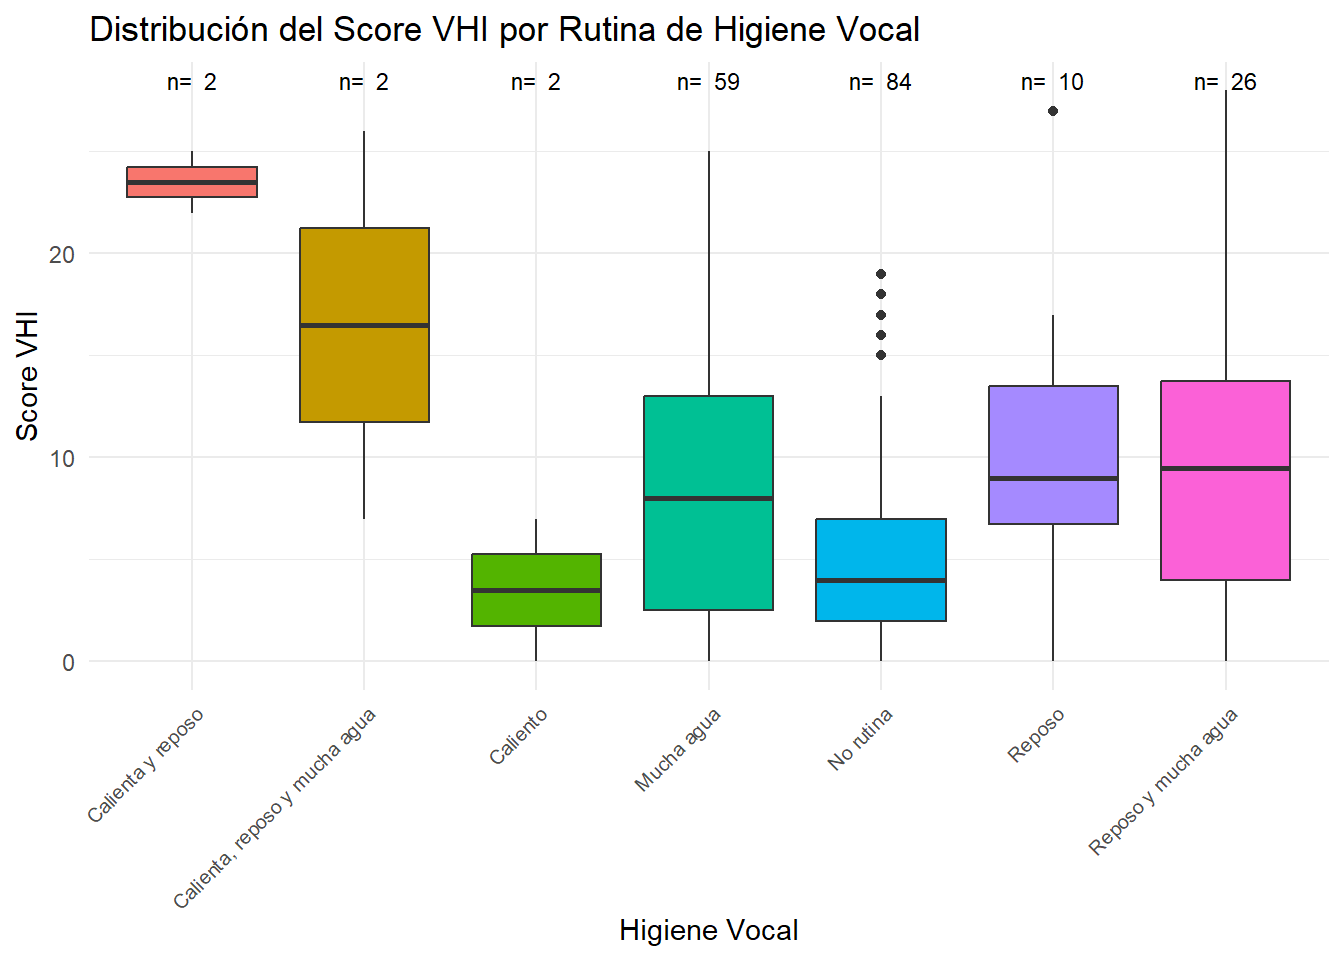 Distribución del Score VHI por Rutina de Higiene Vocal
n= 2 n= 2 n= 2 n= 59 n= 84 n= 10 n= 26
Score VHI
20
10
0
Calienta y reposo
Calienta, reposo y mucha agua
Caliento
Mucha agua
No rutina
Reposo
Reposo y mucha agua
Higiene Vocal